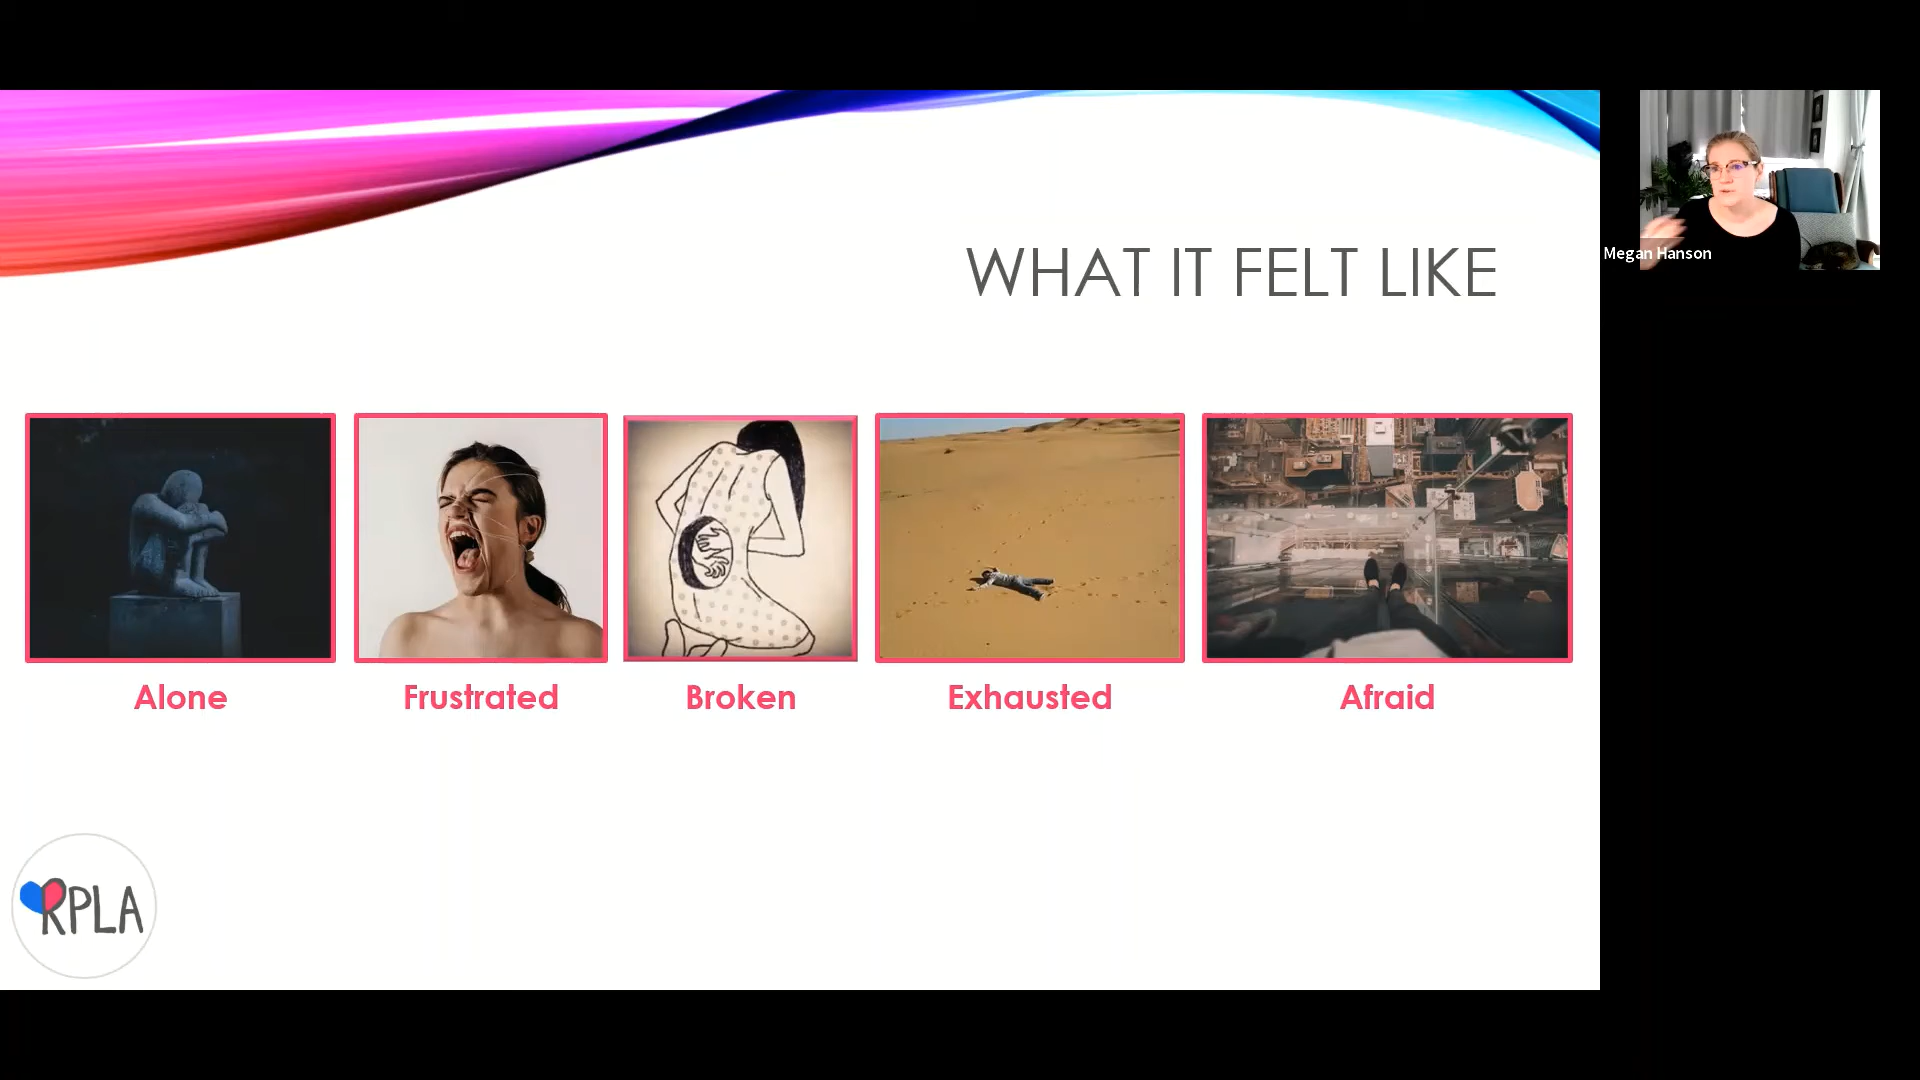 WHAT IT FELT LIKE
Megan Hanson
Alone
Frustrated
Broken
Exhausted
Afraid
RPLA